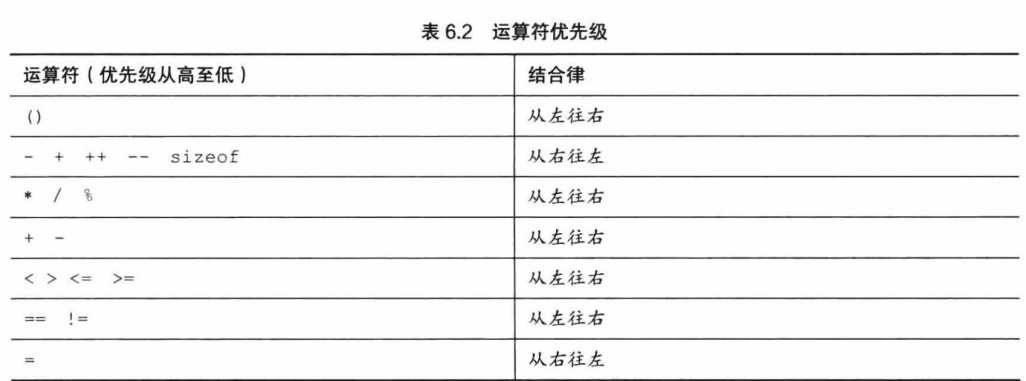 表 6.2 运算符优先级
运算符（优先级从高至低） 结合律
() 从左往右
- + ++ -- sizeof 从右往左
* / % 从左往右
+ - 从左往右
< > <= >= 从左往右
== != 从左往右
= 从右往左